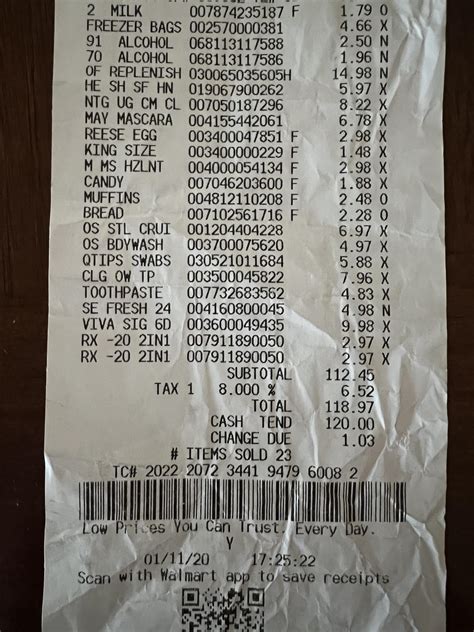 2 MILK 007874235187 F 1.79 O
FREEZER BAGS 002570000381 4.66 X
91 ALCOHOL 068113117588 2.50 N
70 ALCOHOL 068113117586 1.96 N
OF REPLENISH 030065035605H 14.98 N
HE SH SF HN 019067900262 5.97 X
NTG UG CM CL 007050187296 8.22 X
MAY MASCARA 004155442061 6.78 X
REESE EGG 003400047851 F 2.98 X
KING SIZE 003400000229 F 1.48 X
M MS HZLNT 004000054134 F 2.98 X
CANDY 007046203600 F 1.88 X
MUFFINS 004812110208 F 2.48 O
BREAD 007102561716 F 2.28 O
OS STL CRUI 001204404228 6.97 X
OS BDYWASH 003700075620 4.97 X
QTIPS SWABS 030521011684 5.88 X
CLG OW TP 003500045822 7.96 X
TOOTHPASTE 007732683562 4.83 X
SE FRESH 24 004160800045 4.98 N
VIVA SIG 6D 003600049435 9.98 X
RX -20 2IN1 007911890050 2.97 X
RX -20 2IN1 007911890050 2.97 X
SUBTOTAL 112.45
TAX 1 8.000 % 6.52
TOTAL 118.97
CASH TEND 120.00
CHANGE DUE 1.03
# ITEMS SOLD 23
TC# 2022 2072 3441 9479 6008 2
Low Prices You Can Trust. Every Day.
Y
01/11/20 17:25:22
Scan with Walmart app to save receipts